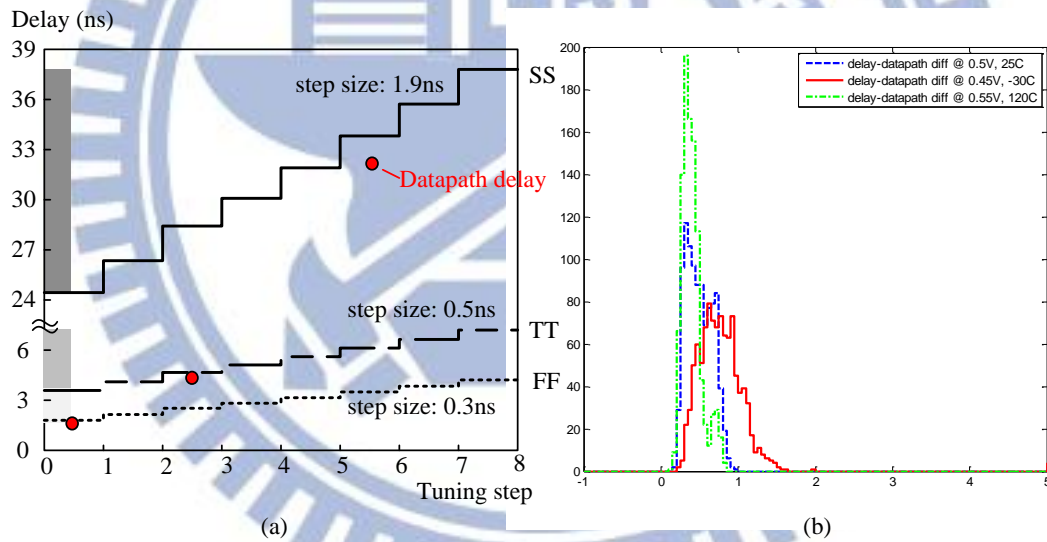 Delay (ns)
39
36
33
30
27
24
6
3
0
0 1 2 3 4 5 6 7 8
Tuning step
step size: 1.9ns
SS
Datapath delay
step size: 0.5ns
TT
FF
step size: 0.3ns
(a)
200
180
160
140
120
100
80
60
40
20
0
-1 0 1 2 3 4 5
delay-datapath diff @ 0.5V, 25C
delay-datapath diff @ 0.45V, -30C
delay-datapath diff @ 0.55V, 120C
(b)